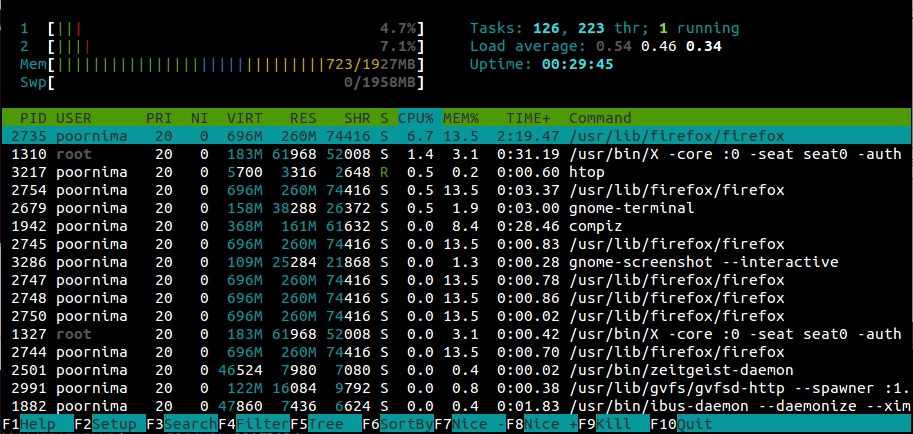 1 [||| 4.7%] Tasks: 126, 223 thr; 1 running
2 [|||| 7.1%] Load average: 0.54 0.46 0.34
Mem[|||||||||||||||||||||||||||||723/1927MB] Uptime: 00:29:45
Swp[ 0/1958MB]
PID USER PRI NI VIRT RES SHR S CPU% MEM% TIME+ Command
2735 poornima 20 0 696M 260M 74416 S 6.7 13.5 2:19.47 /usr/lib/firefox/firefox
1310 root 20 0 183M 61968 52008 S 1.4 3.1 0:31.19 /usr/bin/X -core :0 -seat seat0 -auth
3217 poornima 20 0 5700 3316 2648 R 0.5 0.2 0:00.60 htop
2754 poornima 20 0 696M 260M 74416 S 0.5 13.5 0:03.37 /usr/lib/firefox/firefox
2679 poornima 20 0 158M 38288 26372 S 0.5 1.9 0:03.00 gnome-terminal
1942 poornima 20 0 368M 161M 61632 S 0.0 8.4 0:28.46 compiz
2745 poornima 20 0 696M 260M 74416 S 0.0 13.5 0:00.83 /usr/lib/firefox/firefox
3286 poornima 20 0 109M 25284 21868 S 0.0 1.3 0:00.28 gnome-screenshot --interactive
2747 poornima 20 0 696M 260M 74416 S 0.0 13.5 0:00.78 /usr/lib/firefox/firefox
2748 poornima 20 0 696M 260M 74416 S 0.0 13.5 0:00.86 /usr/lib/firefox/firefox
2750 poornima 20 0 696M 260M 74416 S 0.0 13.5 0:00.02 /usr/lib/firefox/firefox
1327 root 20 0 183M 61968 52008 S 0.0 3.1 0:00.42 /usr/bin/X -core :0 -seat seat0 -auth
2744 poornima 20 0 696M 260M 74416 S 0.0 13.5 0:00.70 /usr/lib/firefox/firefox
2501 poornima 20 0 46524 7980 7080 S 0.0 0.4 0:00.02 /usr/bin/zeitgeist-daemon
2991 poornima 20 0 122M 16084 9792 S 0.0 0.8 0:00.38 /usr/lib/gvfs/gvfsd-http --spawner :1.
1882 poornima 20 0 47860 7436 6624 S 0.0 0.4 0:01.83 /usr/bin/ibus-daemon --daemonize --xim
F1Help F2Setup F3SearchF4FilterF5Tree F6SortByF7Nice -F8Nice +F9Kill F10Quit